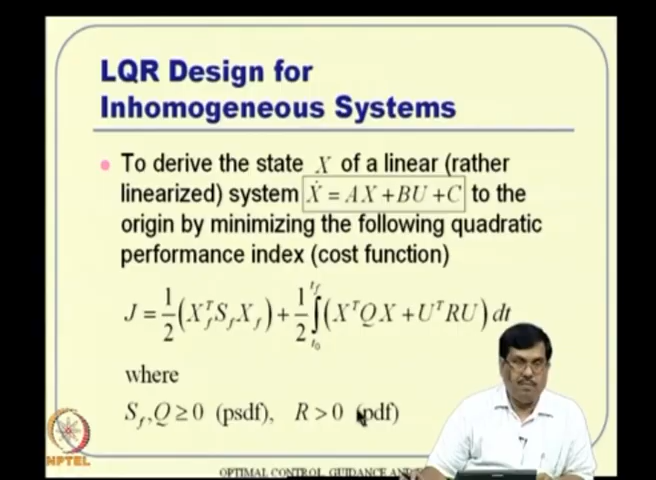 LQR Design for
Inhomogeneous Systems
To derive the state X of a linear (rather
linearized) system Ẋ = AX + BU + C to the
origin by minimizing the following quadratic
performance index (cost function)
J = 1/2 (X_f^T S_f X_f) + 1/2 ∫_{t_0}^{t_f} (X^T Q X + U^T R U) dt
where
S_f, Q ≥ 0 (psdf), R > 0 (pdf)
NPTEL
OPTIMAL CONTROL, GUIDANCE AND